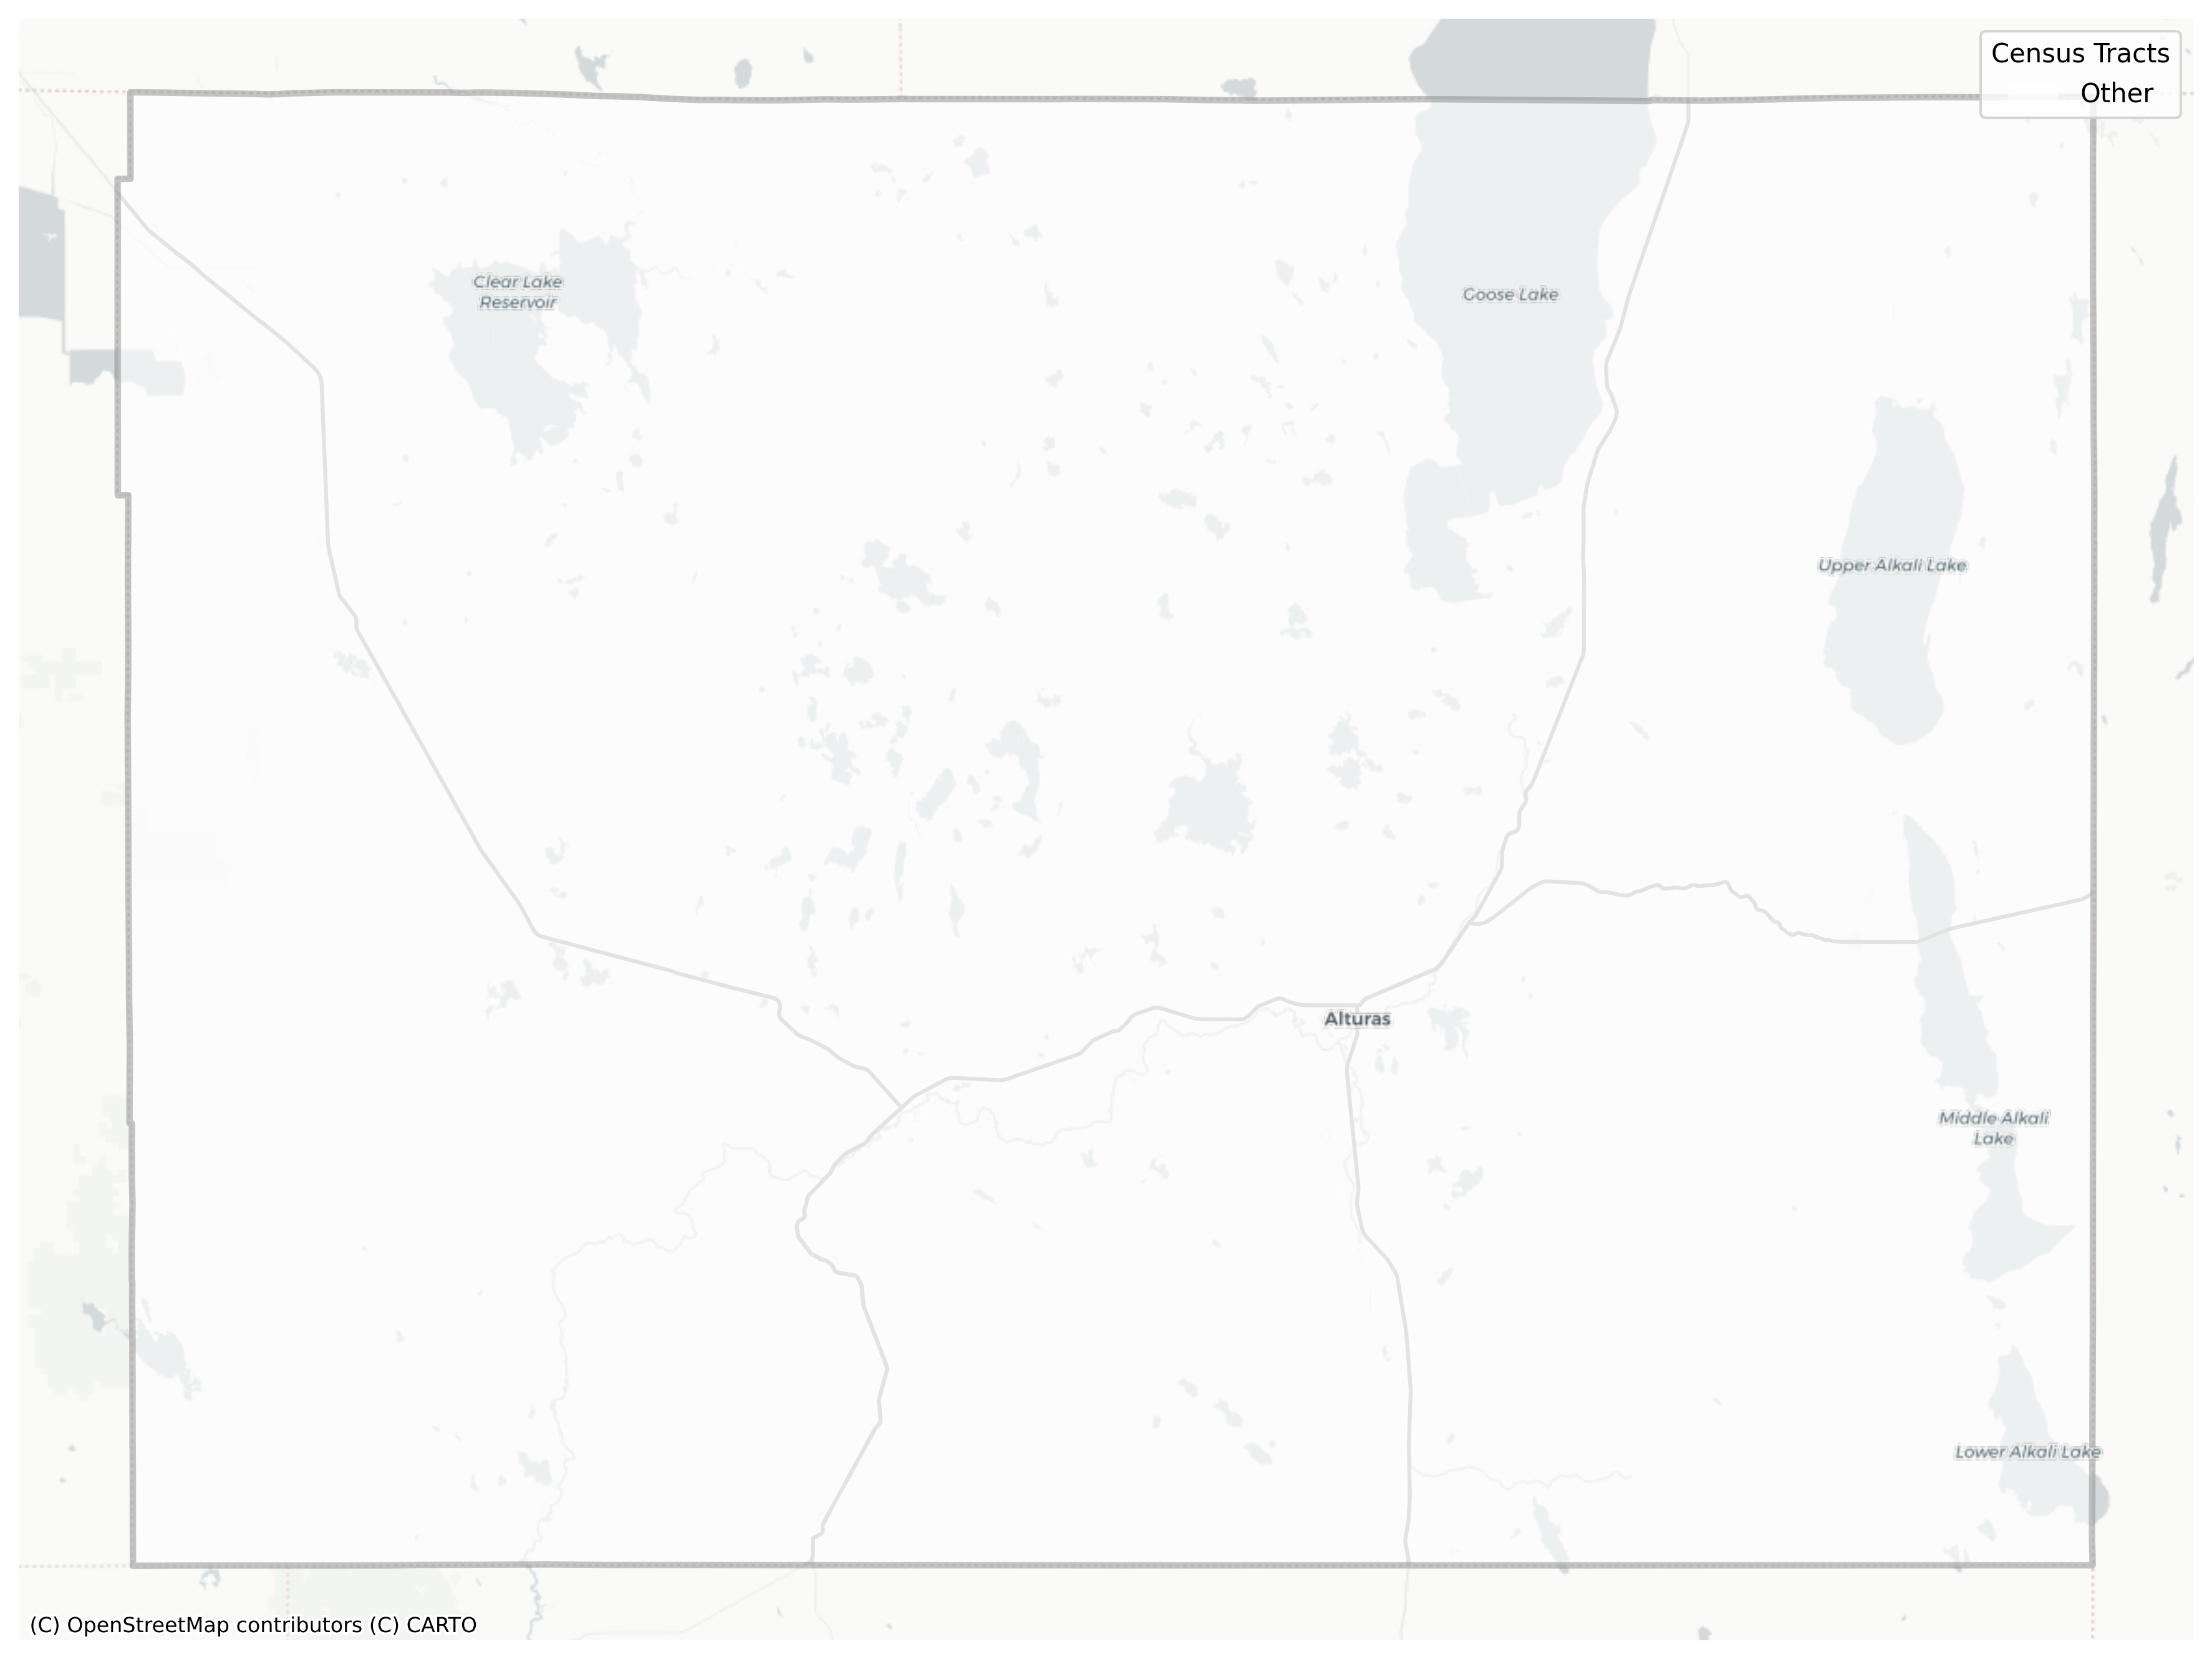 Census Tracts
Other
Clear Lake
Reservoir
Goose Lake
Upper Alkali Lake
Alturas
Middle Alkali
Lake
Lower Alkali Lake
(C) OpenStreetMap contributors (C) CARTO